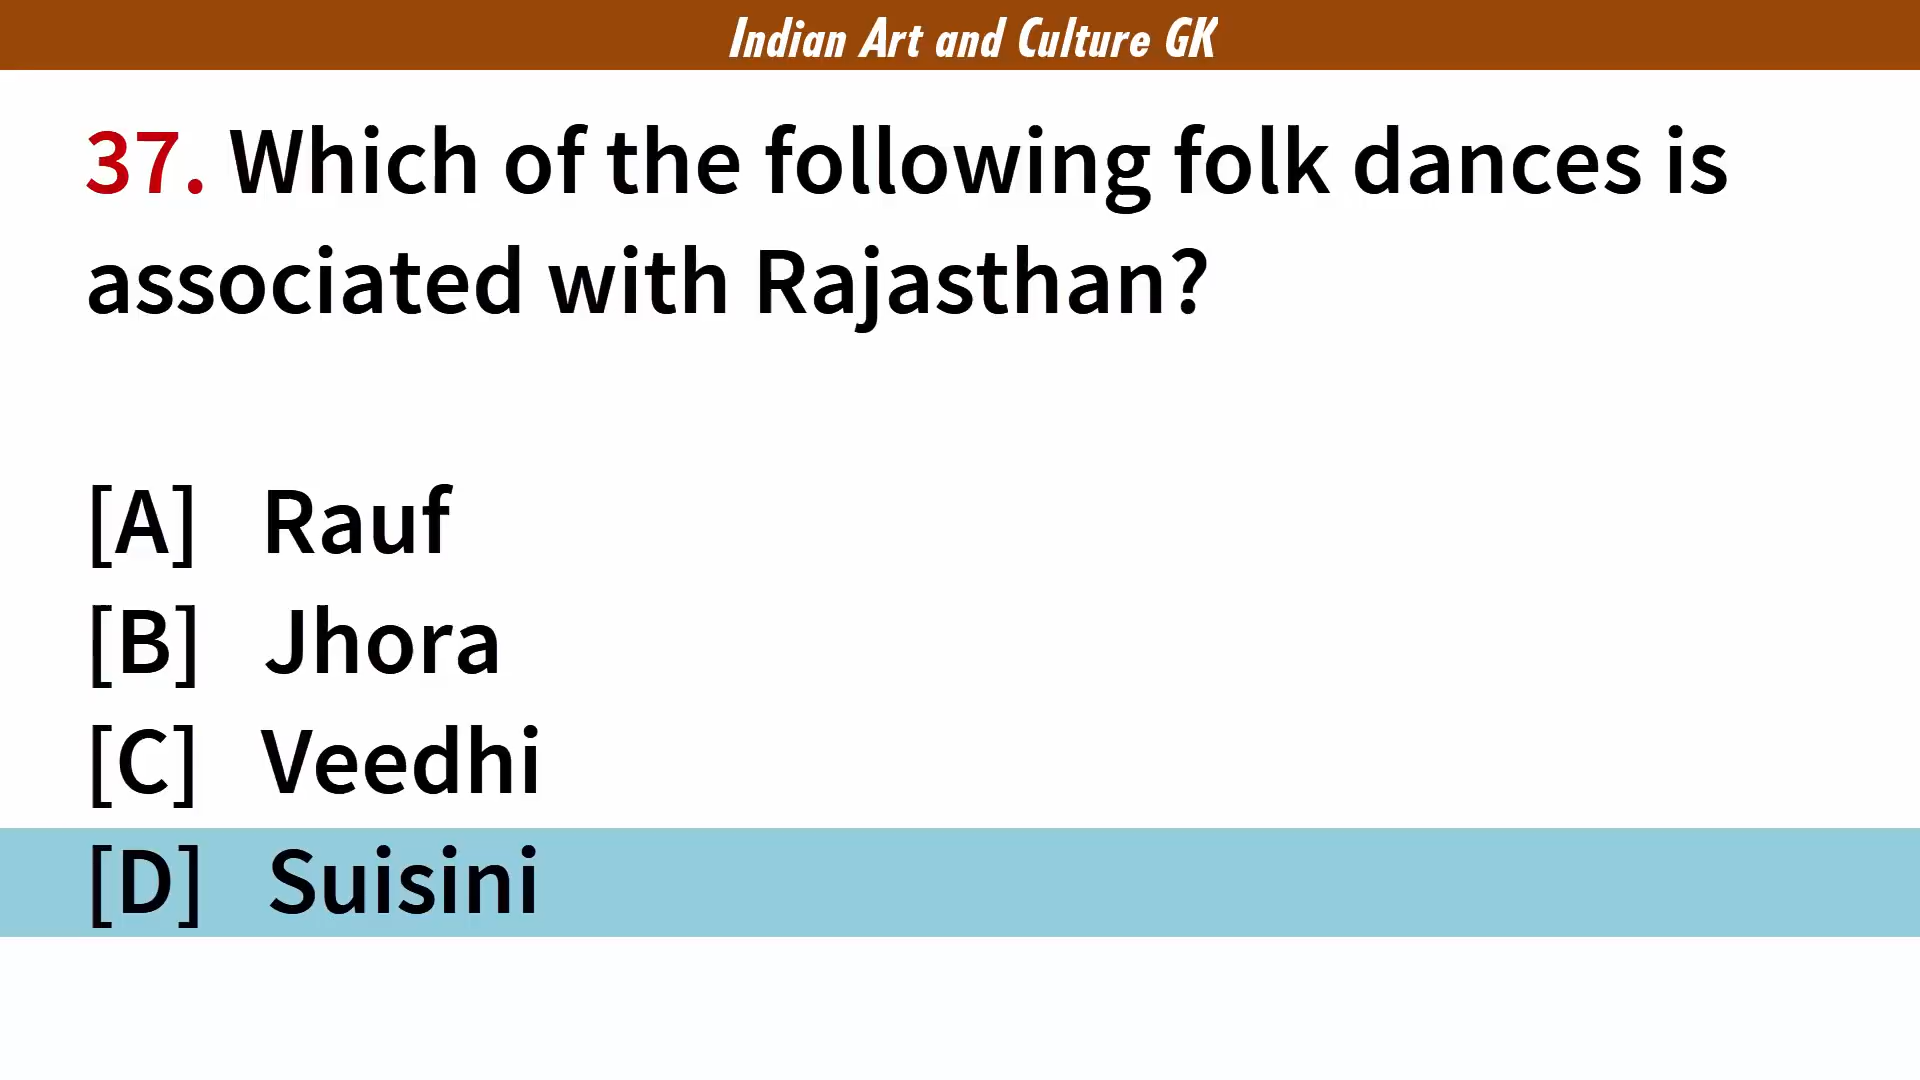 Indian Art and Culture GK
37. Which of the following folk dances is
associated with Rajasthan?
[A] Rauf
[B] Jhora
[C] Veedhi
[D] Suisini